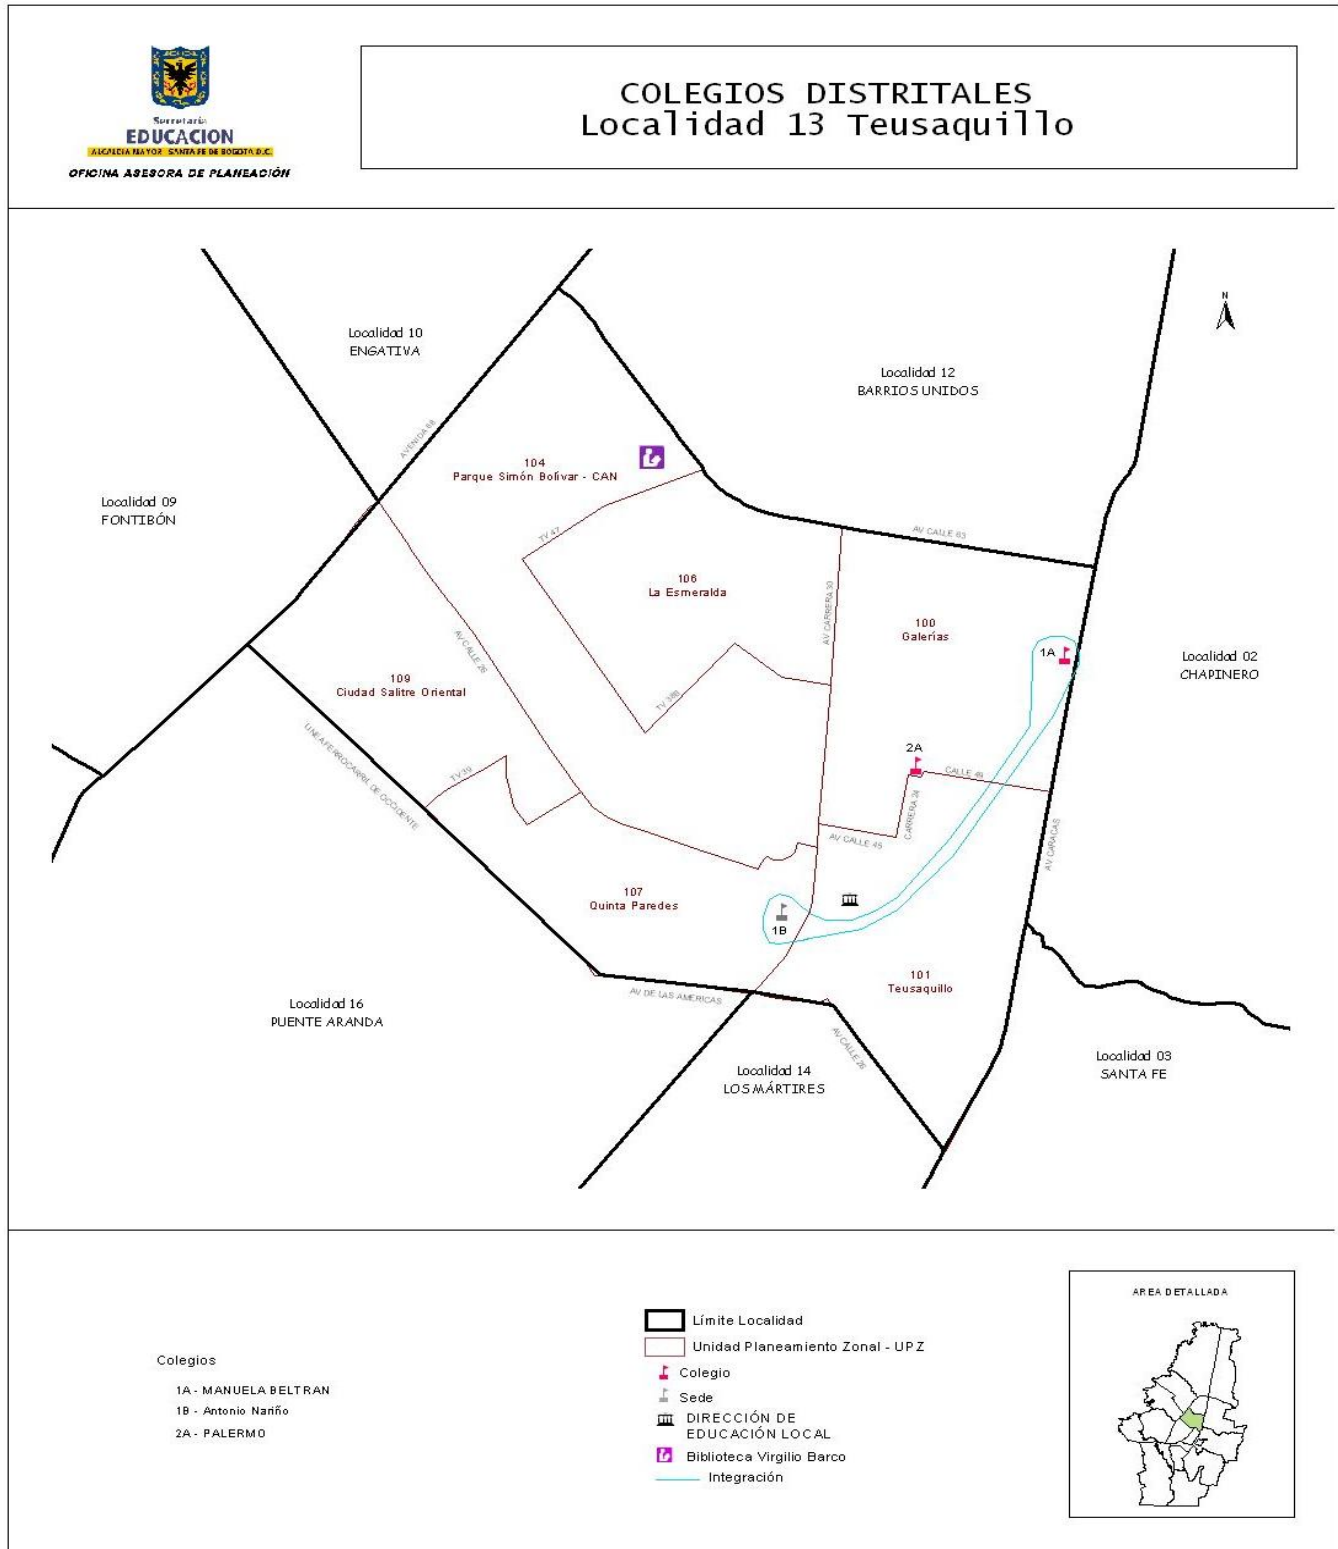 Secretaría
EDUCACION
ALCALDIA MAYOR SANTA FE DE BOGOTA D.C.
OFICINA ASESORA DE PLANEACIÓN
COLEGIOS DISTRITALES
Localidad 13 Teusaquillo
N
Localidad 10
ENGATIVA
Localidad 12
BARRIOS UNIDOS
AVENIDA 68
104
Parque Simón Bolívar - CAN
Localidad 09
FONTIBÓN
TV 47
AV CALLE 63
106
La Esmeralda
AV CARRERA 30
100
Galerías
AV CALLE 26
1A
Localidad 02
CHAPINERO
109
Ciudad Salitre Oriental
TV 38B
LINEA FERROCARRIL DE OCCIDENTE
2A
TV 39
CALLE 46
CARRERA 24
AV CALLE 45
AV CARACAS
107
Quinta Paredes
1B
101
Teusaquillo
AV DE LAS AMERICAS
Localidad 16
PUENTE ARANDA
AV CALLE 26
Localidad 14
LOS MÁRTIRES
Localidad 03
SANTA FE
Colegios
1A - MANUELA BELTRAN
1B - Antonio Nariño
2A - PALERMO
Límite Localidad
Unidad Planeamiento Zonal - UPZ
Colegio
Sede
DIRECCIÓN DE
EDUCACIÓN LOCAL
Biblioteca Virgilio Barco
Integración
AREA DETALLADA